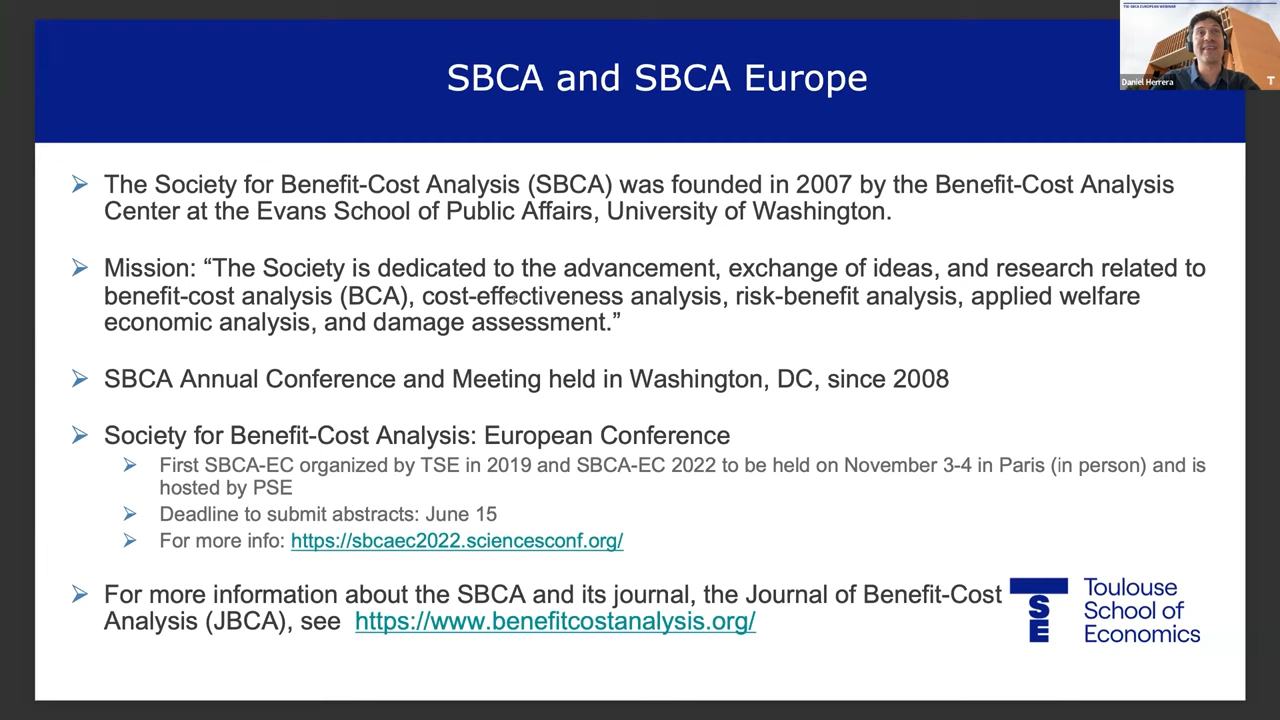 SBCA and SBCA Europe
TSE-SBCA EUROPEAN WEBINAR
Daniel Herrera
T
The Society for Benefit-Cost Analysis (SBCA) was founded in 2007 by the Benefit-Cost Analysis
Center at the Evans School of Public Affairs, University of Washington.
Mission: “The Society is dedicated to the advancement, exchange of ideas, and research related to
benefit-cost analysis (BCA), cost-effectiveness analysis, risk-benefit analysis, applied welfare
economic analysis, and damage assessment.”
SBCA Annual Conference and Meeting held in Washington, DC, since 2008
Society for Benefit-Cost Analysis: European Conference
First SBCA-EC organized by TSE in 2019 and SBCA-EC 2022 to be held on November 3-4 in Paris (in person) and is
hosted by PSE
Deadline to submit abstracts: June 15
For more info: https://sbcaec2022.sciencesconf.org/
For more information about the SBCA and its journal, the Journal of Benefit-Cost
Analysis (JBCA), see https://www.benefitcostanalysis.org/
TSE
Toulouse
School of
Economics